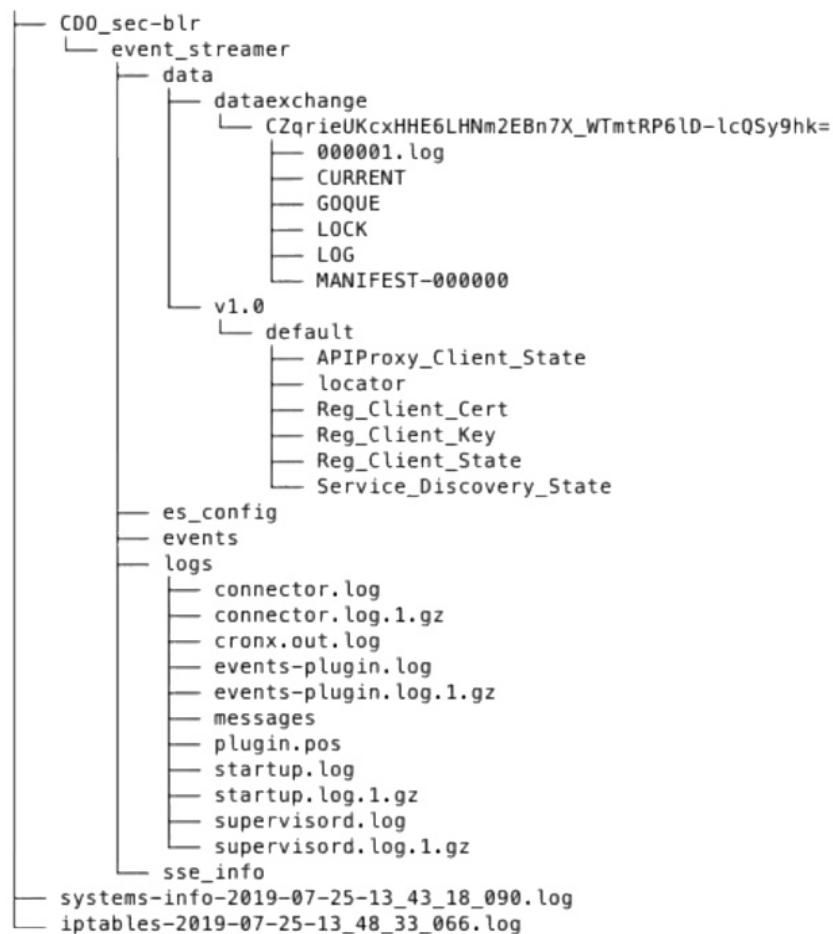 CDO_sec-blr
event_streamer
data
dataexchange
CZqrieUKcxHHE6LHNm2EBn7X_WTmtRP6lD-lcQSy9hk=
000001.log
CURRENT
GOQUE
LOCK
LOG
MANIFEST-000000
v1.0
default
APIProxy_Client_State
locator
Reg_Client_Cert
Reg_Client_Key
Reg_Client_State
Service_Discovery_State
es_config
events
logs
connector.log
connector.log.1.gz
cronx.out.log
events-plugin.log
events-plugin.log.1.gz
messages
plugin.pos
startup.log
startup.log.1.gz
supervisord.log
supervisord.log.1.gz
sse_info
systems-info-2019-07-25-13_43_18_090.log
iptables-2019-07-25-13_48_33_066.log